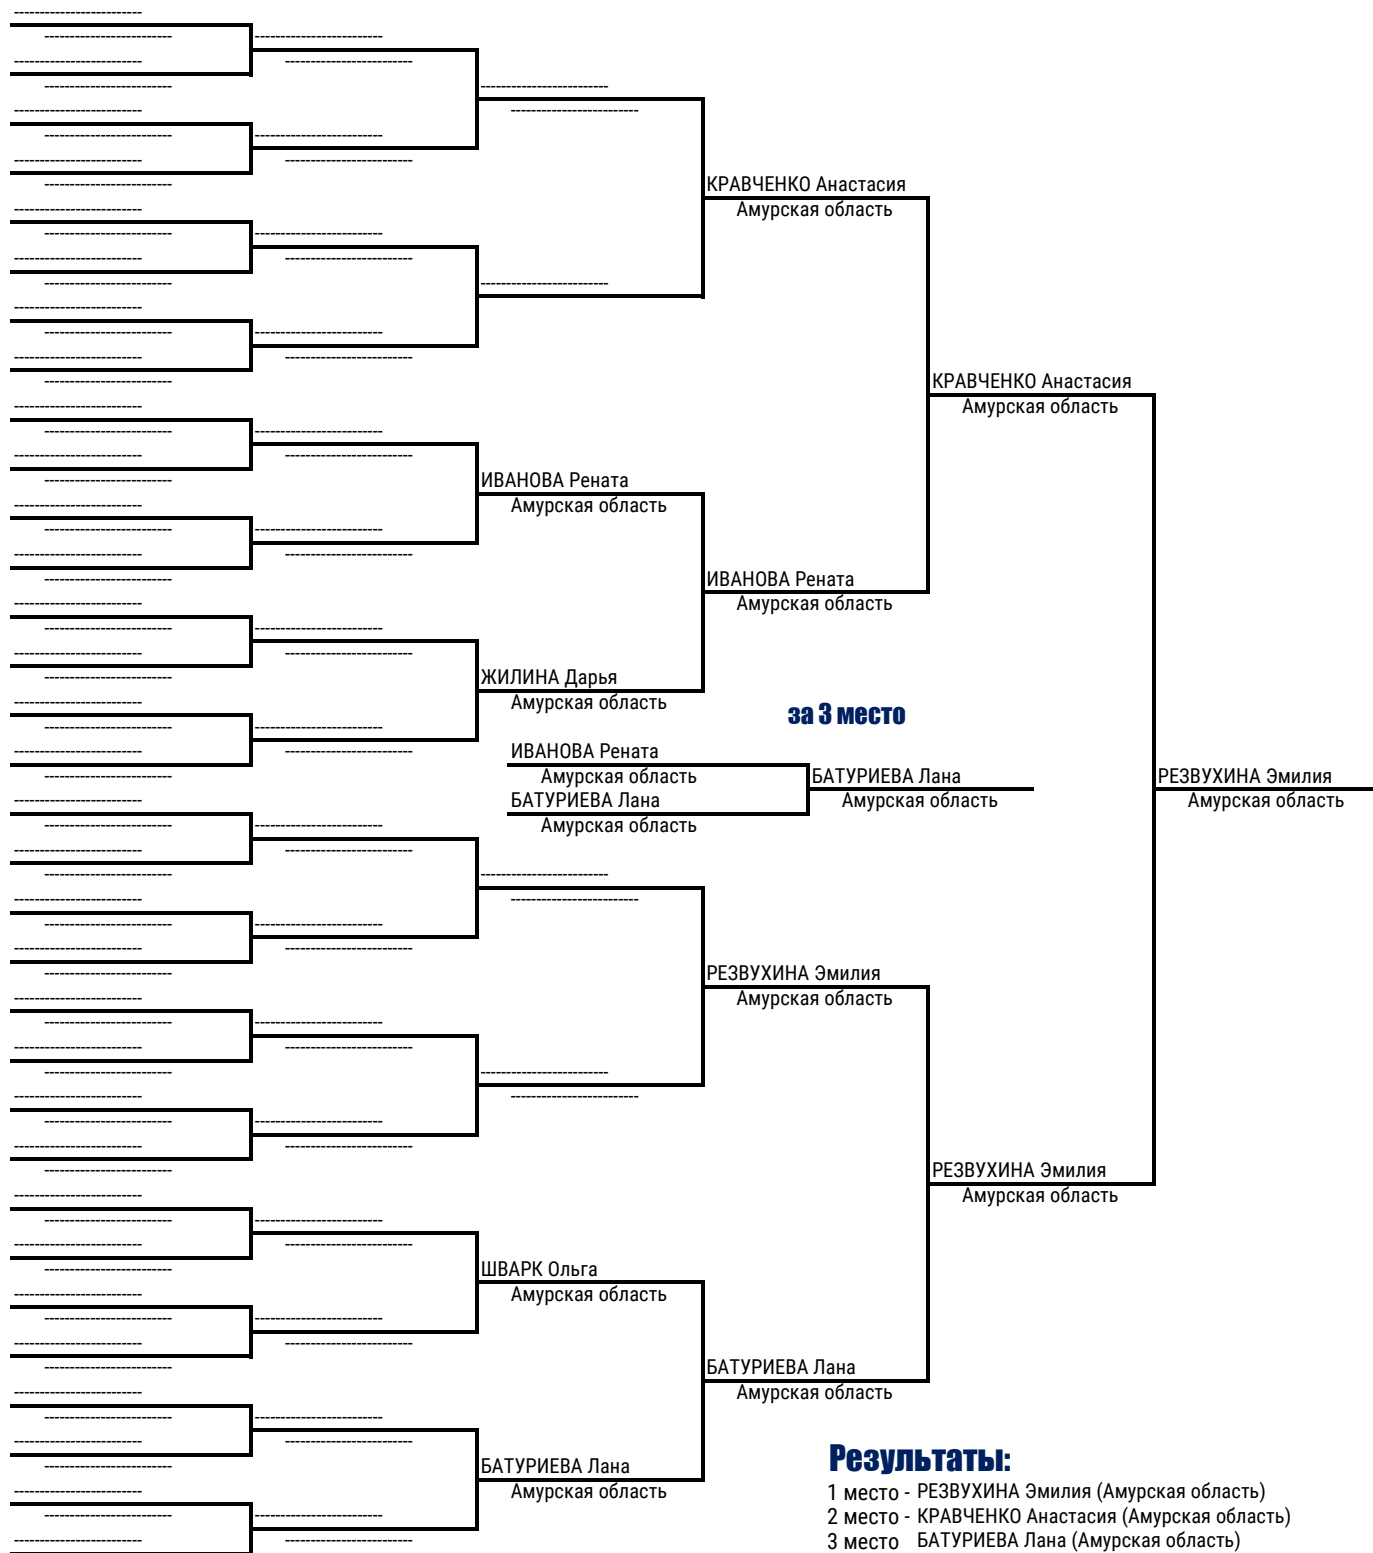 КРАВЧЕНКО Анастасия
Амурская область
КРАВЧЕНКО Анастасия
Амурская область
ИВАНОВА Рената
Амурская область
ИВАНОВА Рената
Амурская область
ЖИЛИНА Дарья
Амурская область
за 3 место
ИВАНОВА Рената
Амурская область
БАТУРИЕВА Лана
Амурская область
БАТУРИЕВА Лана
Амурская область
РЕЗВУХИНА Эмилия
Амурская область
РЕЗВУХИНА Эмилия
Амурская область
РЕЗВУХИНА Эмилия
Амурская область
ШВАРК Ольга
Амурская область
БАТУРИЕВА Лана
Амурская область
БАТУРИЕВА Лана
Амурская область
Результаты:
1 место - РЕЗВУХИНА Эмилия (Амурская область)
2 место - КРАВЧЕНКО Анастасия (Амурская область)
3 место БАТУРИЕВА Лана (Амурская область)